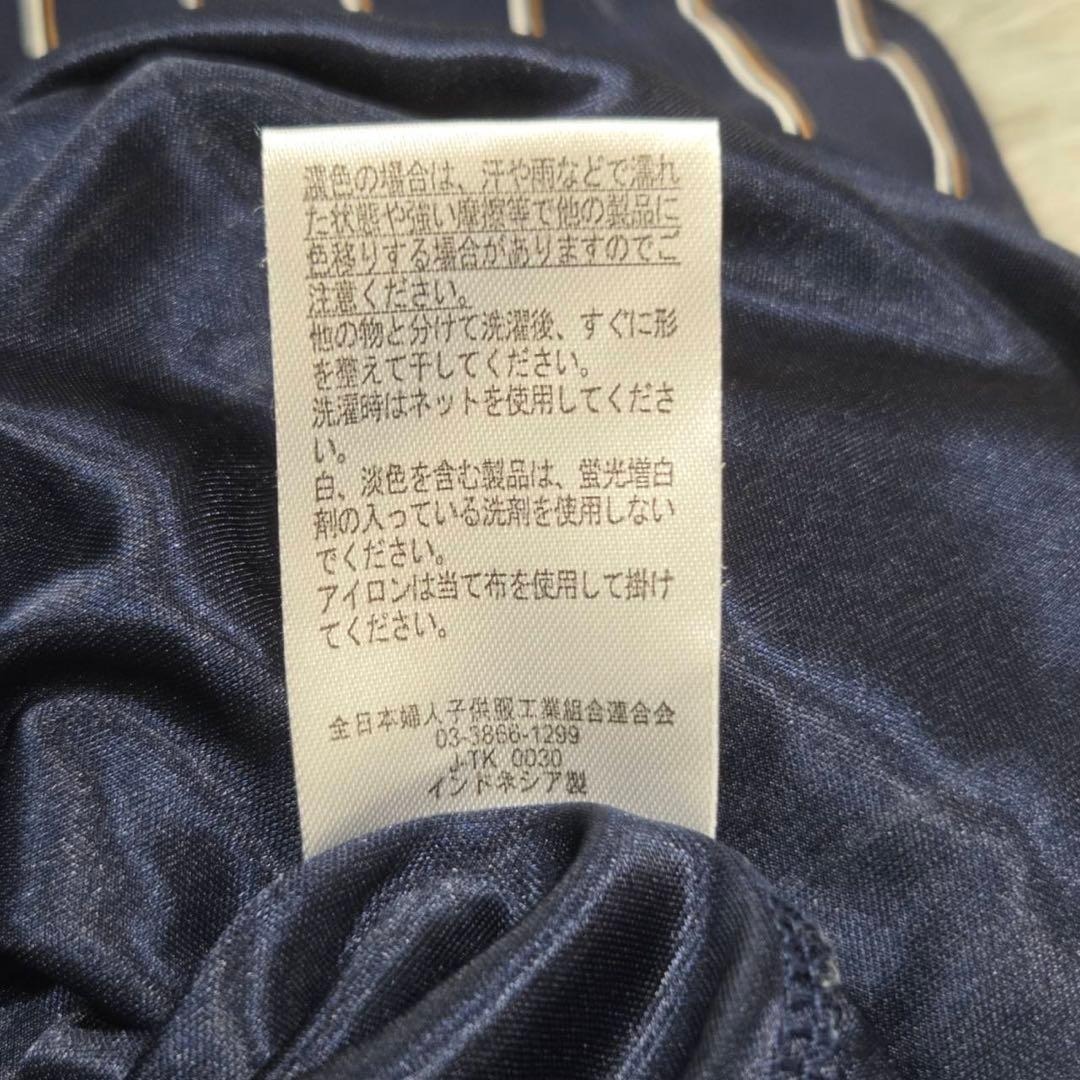 濃色の場合は、汗や雨などで濡れ
た状態や強い摩擦等で他の製品に
色移りする場合がありますのでご
注意ください。
他の物と分けて洗濯後、すぐに形
を整えて干してください。
洗濯時はネットを使用してくださ
い。
白、淡色を含む製品は、蛍光増白
剤の入っている洗剤を使用しない
でください。
アイロンは当て布を使用して掛け
てください。
全日本婦人子供服工業組合連合会
03-3866-1299
J-TK 0030
インドネシア製